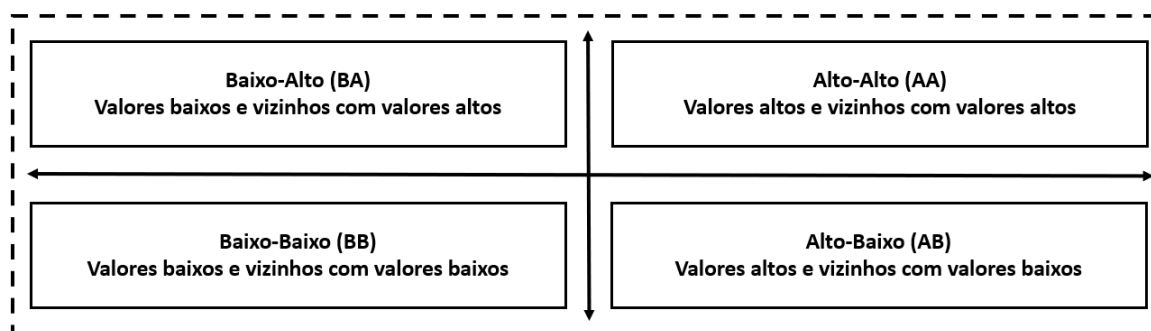 Baixo-Alto (BA)
Valores baixos e vizinhos com valores altos
Alto-Alto (AA)
Valores altos e vizinhos com valores altos
Baixo-Baixo (BB)
Valores baixos e vizinhos com valores baixos
Alto-Baixo (AB)
Valores altos e vizinhos com valores baixos